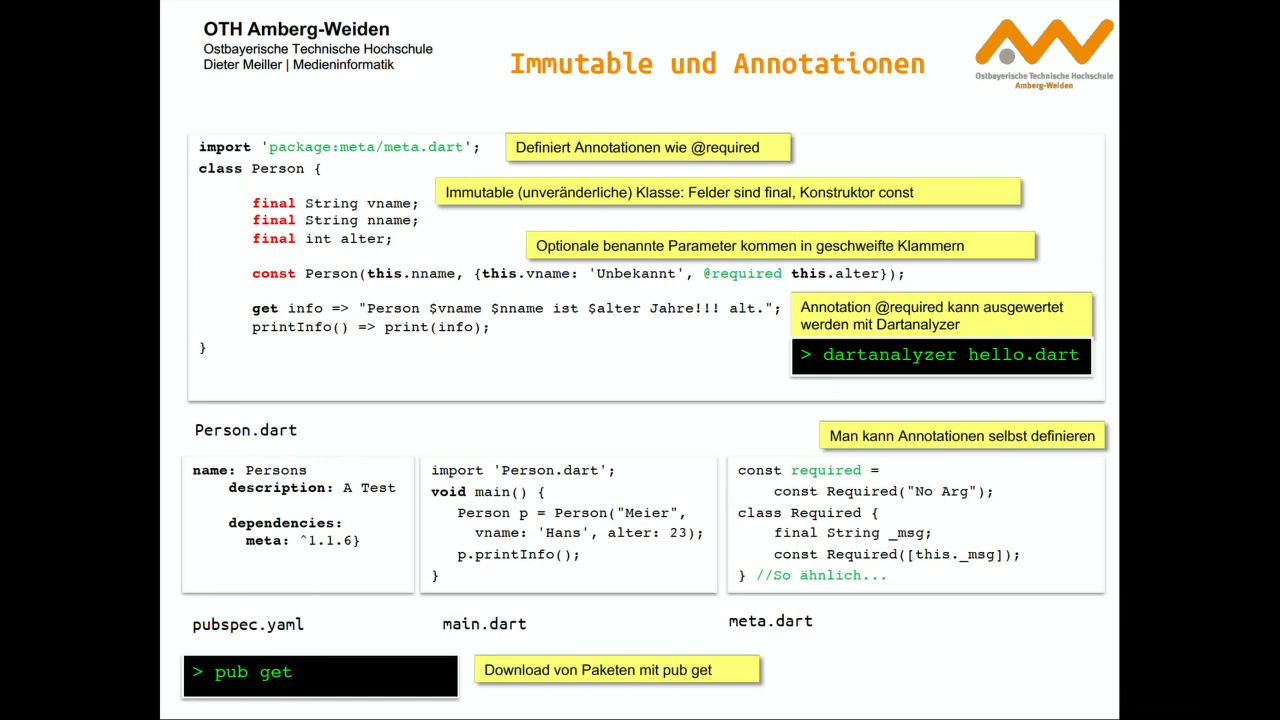 OTH Amberg-Weiden
Ostbayerische Technische Hochschule
Dieter Meiller | Medieninformatik
Immutable und Annotationen
Ostbayerische Technische Hochschule
Amberg-Weiden
import 'package:meta/meta.dart';
Definiert Annotationen wie @required
class Person {
Immutable (unveränderliche) Klasse: Felder sind final, Konstruktor const
final String vname;
final String nname;
final int alter;
Optionale benannte Parameter kommen in geschweifte Klammern
const Person(this.nname, {this.vname: 'Unbekannt', @required this.alter});
get info => "Person $vname $nname ist $alter Jahre!!! alt.";
printInfo() => print(info);
}
Annotation @required kann ausgewertet
werden mit Dartanalyzer
> dartanalyzer hello.dart
Person.dart
Man kann Annotationen selbst definieren
name: Persons
description: A Test
dependencies:
meta: ^1.1.6}
pubspec.yaml
import 'Person.dart';
void main() {
Person p = Person("Meier",
vname: 'Hans', alter: 23);
p.printInfo();
}
main.dart
const required =
const Required("No Arg");
class Required {
final String _msg;
const Required([this._msg]);
} //So ähnlich...
meta.dart
> pub get
Download von Paketen mit pub get